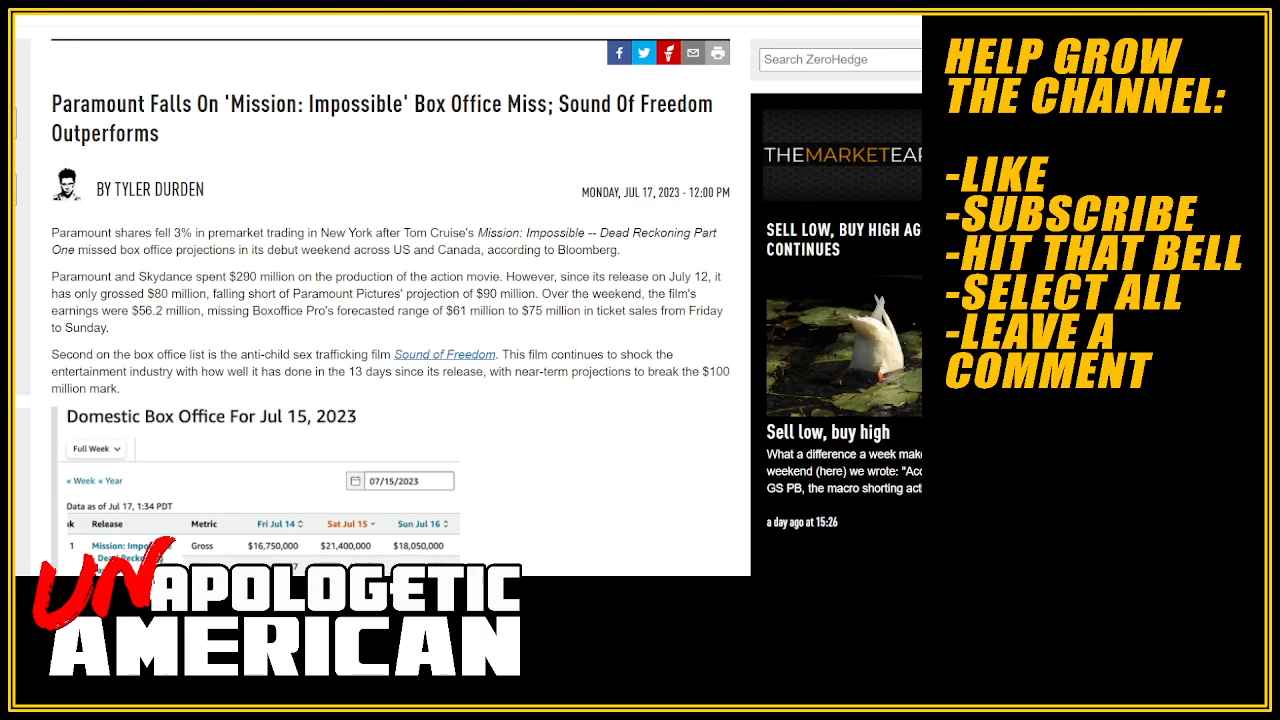 Paramount Falls On 'Mission: Impossible' Box Office Miss; Sound Of Freedom
Outperforms
BY TYLER DURDEN
MONDAY, JUL 17, 2023 - 12:00 PM
Paramount shares fell 3% in premarket trading in New York after Tom Cruise's Mission: Impossible -- Dead Reckoning Part
One missed box office projections in its debut weekend across US and Canada, according to Bloomberg.
Paramount and Skydance spent $290 million on the production of the action movie. However, since its release on July 12, it
has only grossed $80 million, falling short of Paramount Pictures' projection of $90 million. Over the weekend, the film's
earnings were $56.2 million, missing Boxoffice Pro's forecasted range of $61 million to $75 million in ticket sales from Friday
to Sunday.
Second on the box office list is the anti-child sex trafficking film Sound of Freedom. This film continues to shock the
entertainment industry with how well it has done in the 13 days since its release, with near-term projections to break the $100
million mark.
Domestic Box Office For Jul 15, 2023
Full Week
« Week « Year
07/15/2023
Data as of Jul 17, 1:34 PDT
Release Metric Fri Jul 14 Sat Jul 15 Sun Jul 16
1 Mission: Gross $16,750,000 $21,400,000 $18,050,000
Search ZeroHedge
THEMARKETEAR
SELL LOW, BUY HIGH AG
CONTINUES
Sell low, buy high
What a difference a week make
weekend (here) we wrote: "Acc
GS PB, the macro shorting act
a day ago at 15:26
HELP GROW
THE CHANNEL:
-LIKE
-SUBSCRIBE
-HIT THAT BELL
-SELECT ALL
-LEAVE A
COMMENT
UNAPOLOGETIC
AMERICAN